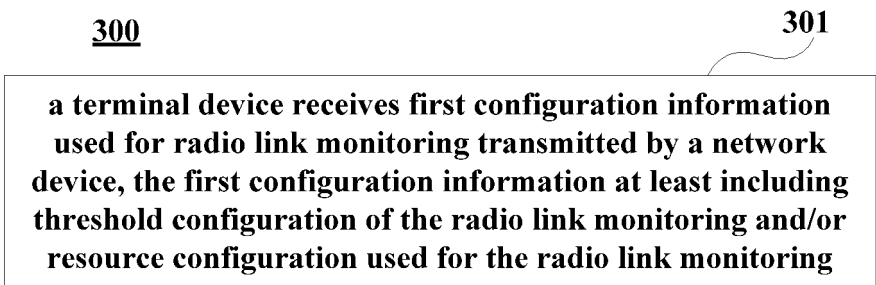 300
301
a terminal device receives first configuration information
used for radio link monitoring transmitted by a network
device, the first configuration information at least including
threshold configuration of the radio link monitoring and/or
resource configuration used for the radio link monitoring